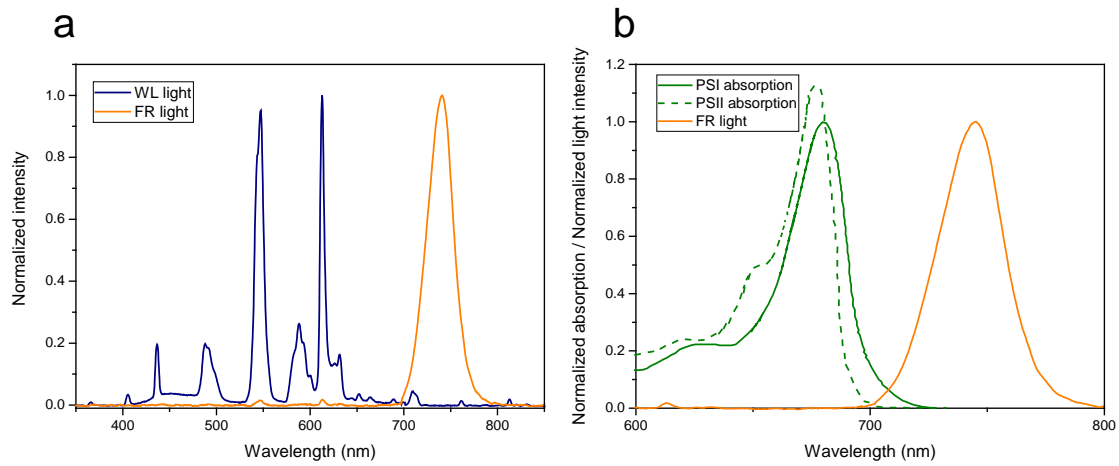 a
WL light
FR light
Normalized intensity
1.0
0.8
0.6
0.4
0.2
0.0
400
500
600
700
800
Wavelength (nm)
b
PSI absorption
PSII absorption
FR light
Normalized absorption / Normalized light intensity
1.2
1.0
0.8
0.6
0.4
0.2
0.0
600
700
800
Wavelength (nm)